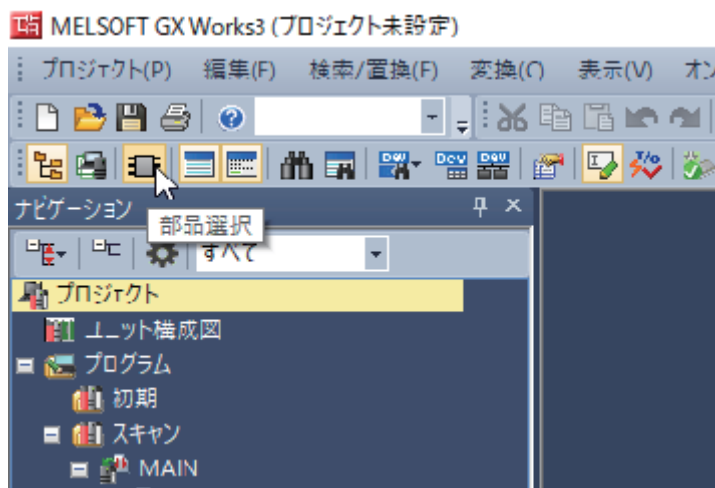 MELSOFT GX Works3 (プロジェクト未設定)
プロジェクト(P) 編集(F) 検索/置換(F) 変換(C) 表示(V) オン
ナビゲーション
部品選択
すべて
プロジェクト
ユニット構成図
プログラム
初期
スキャン
MAIN